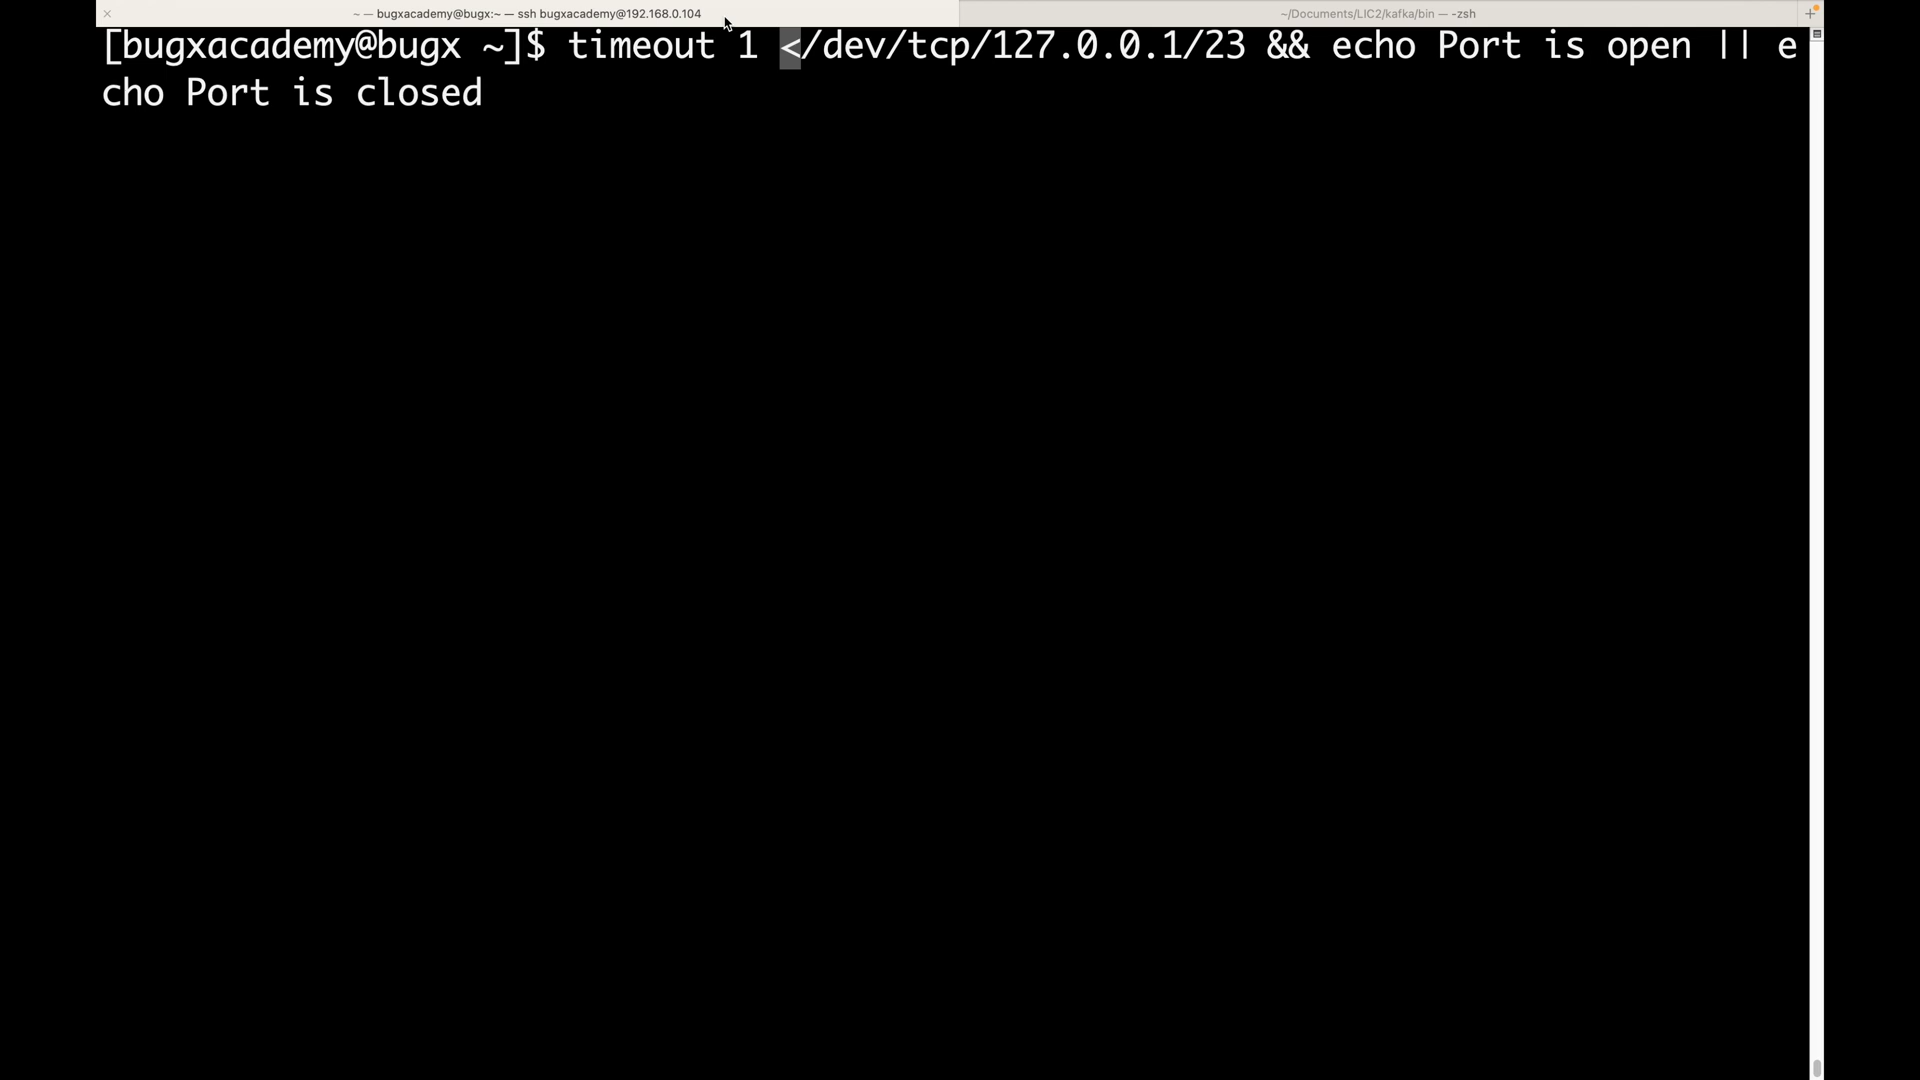 ~ — bugxacademy@bugx:~ — ssh bugxacademy@192.168.0.104
~/Documents/LIC2/kafka/bin — -zsh
[bugxacademy@bugx ~]$ timeout 1 </dev/tcp/127.0.0.1/23 && echo Port is open || e
cho Port is closed